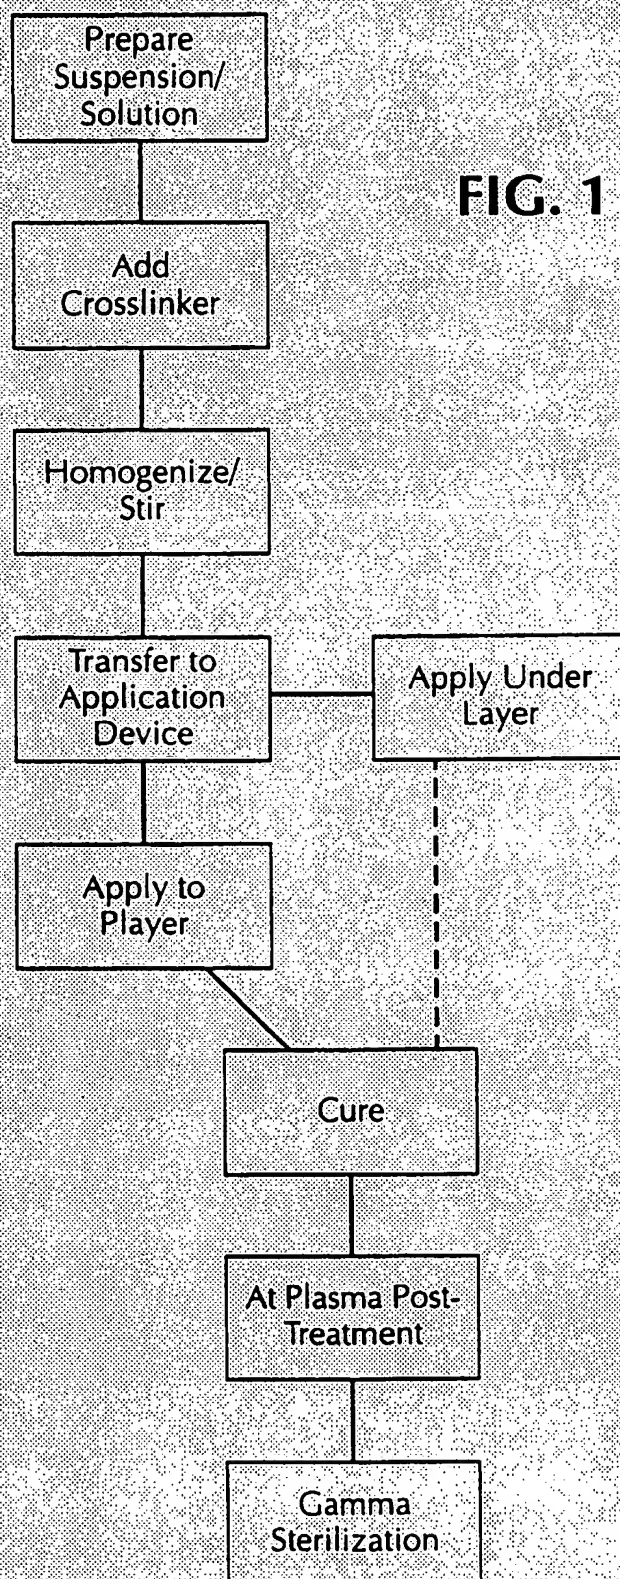 Prepare
Suspension/
Solution
FIG. 1
Add
Crosslinker
Homogenize/
Stir
Transfer to
Application
Device
Apply Under
Layer
Apply to
Player
Cure
At Plasma Post-
Treatment
Gamma
Sterilization